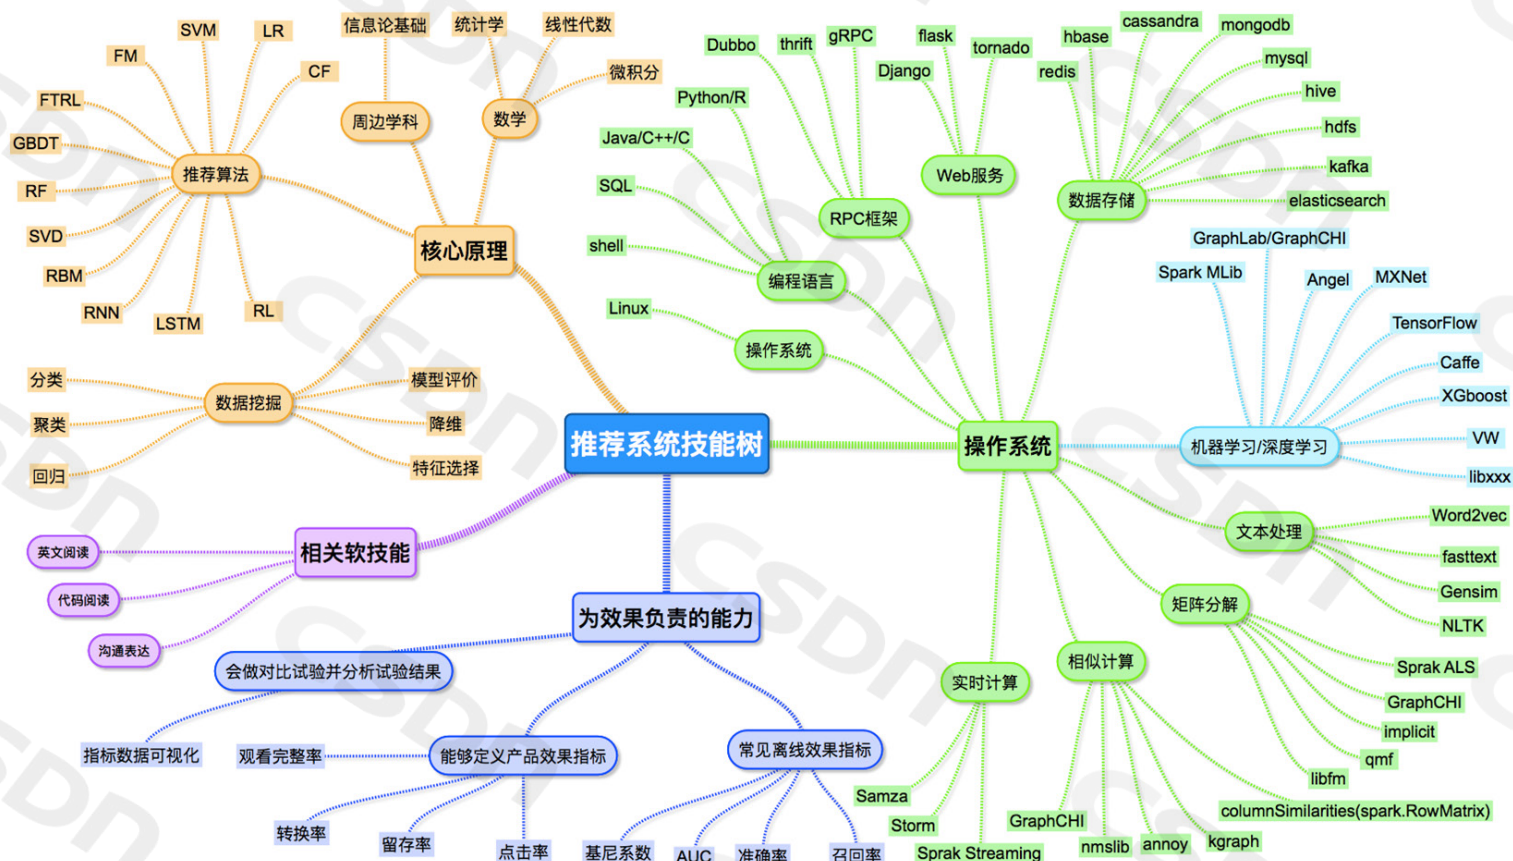 推荐系统技能树
核心原理
推荐算法
SVM
LR
FM
CF
FTRL
GBDT
RF
SVD
RBM
RNN
LSTM
RL
周边学科
信息论基础
数学
统计学
线性代数
微积分
数据挖掘
分类
聚类
回归
模型评价
降维
特征选择
相关软技能
英文阅读
代码阅读
沟通表达
为效果负责的能力
会做对比试验并分析试验结果
指标数据可视化
能够定义产品效果指标
观看完整率
转换率
留存率
点击率
常见离线效果指标
基尼系数
AUC
准确率
召回率
操作系统
操作系统
Linux
编程语言
Python/R
Java/C++/C
SQL
shell
RPC框架
Dubbo
thrift
gRPC
Web服务
flask
Django
tornado
数据存储
redis
hbase
cassandra
mongodb
mysql
hive
hdfs
kafka
elasticsearch
机器学习/深度学习
Spark MLib
GraphLab/GraphCHI
Angel
MXNet
TensorFlow
Caffe
XGboost
VW
libxxx
文本处理
Word2vec
fasttext
Gensim
NLTK
矩阵分解
Sprak ALS
GraphCHI
implicit
qmf
libfm
相似计算
columnSimilarities(spark.RowMatrix)
kgraph
annoy
nmslib
GraphCHI
实时计算
Samza
Storm
Sprak Streaming
CSDN